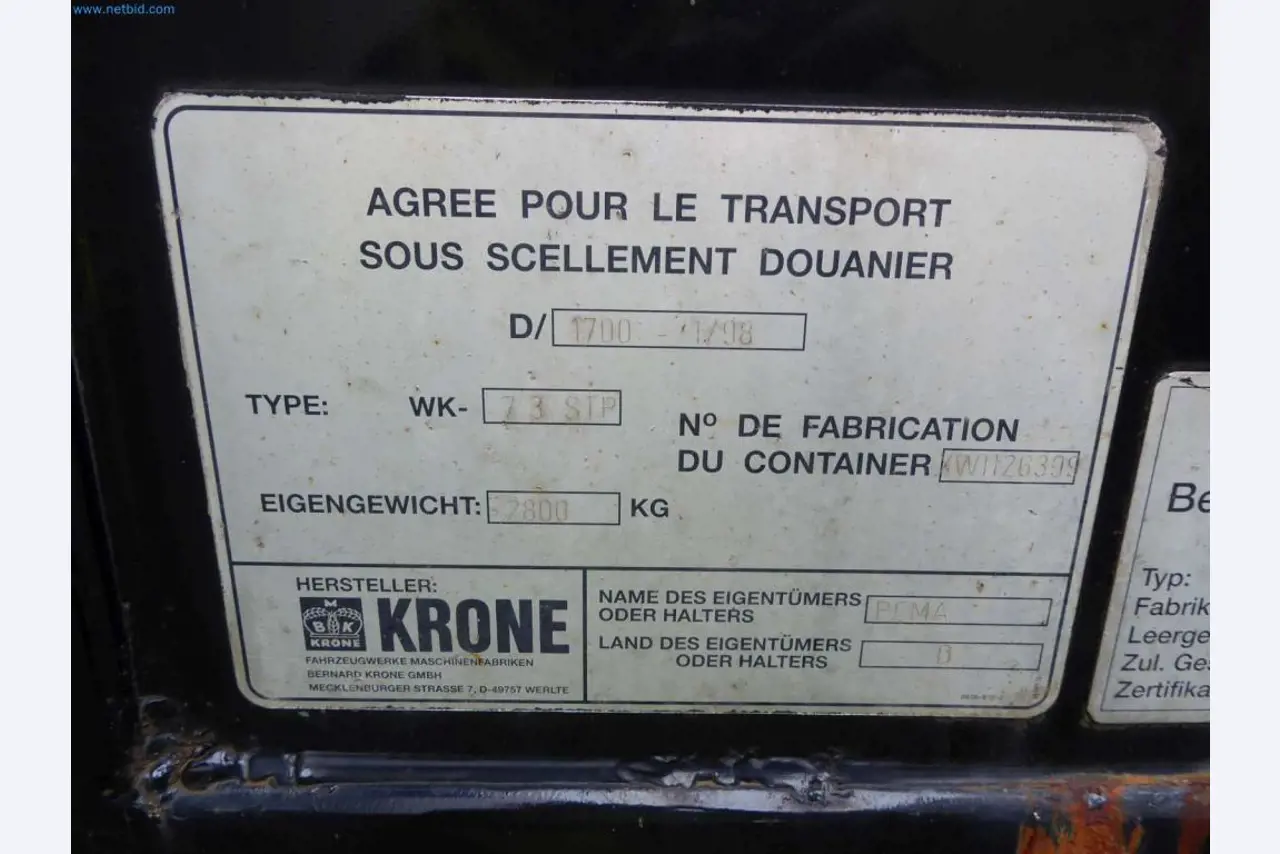 www.netbid.com
AGREE POUR LE TRANSPORT
SOUS SCELLEMENT DOUANIER
D/ 1700 - 1/98
TYPE: WK- 7.3 STP
Nº DE FABRICATION
DU CONTAINER
EIGENGEWICHT: 2800 KG
HERSTELLER:
M
B K
KRONE
KRONE
FAHRZEUGWERKE MASCHINENFABRIKEN
BERNARD KRONE GMBH
MECKLENBURGER STRASSE 7, D-49757 WERLTE
NAME DES EIGENTÜMERS
ODER HALTERS PEMA
LAND DES EIGENTÜMERS
ODER HALTERS D
Be
Typ:
Fabrik
Leerge
Zul. Ge
Zertifika